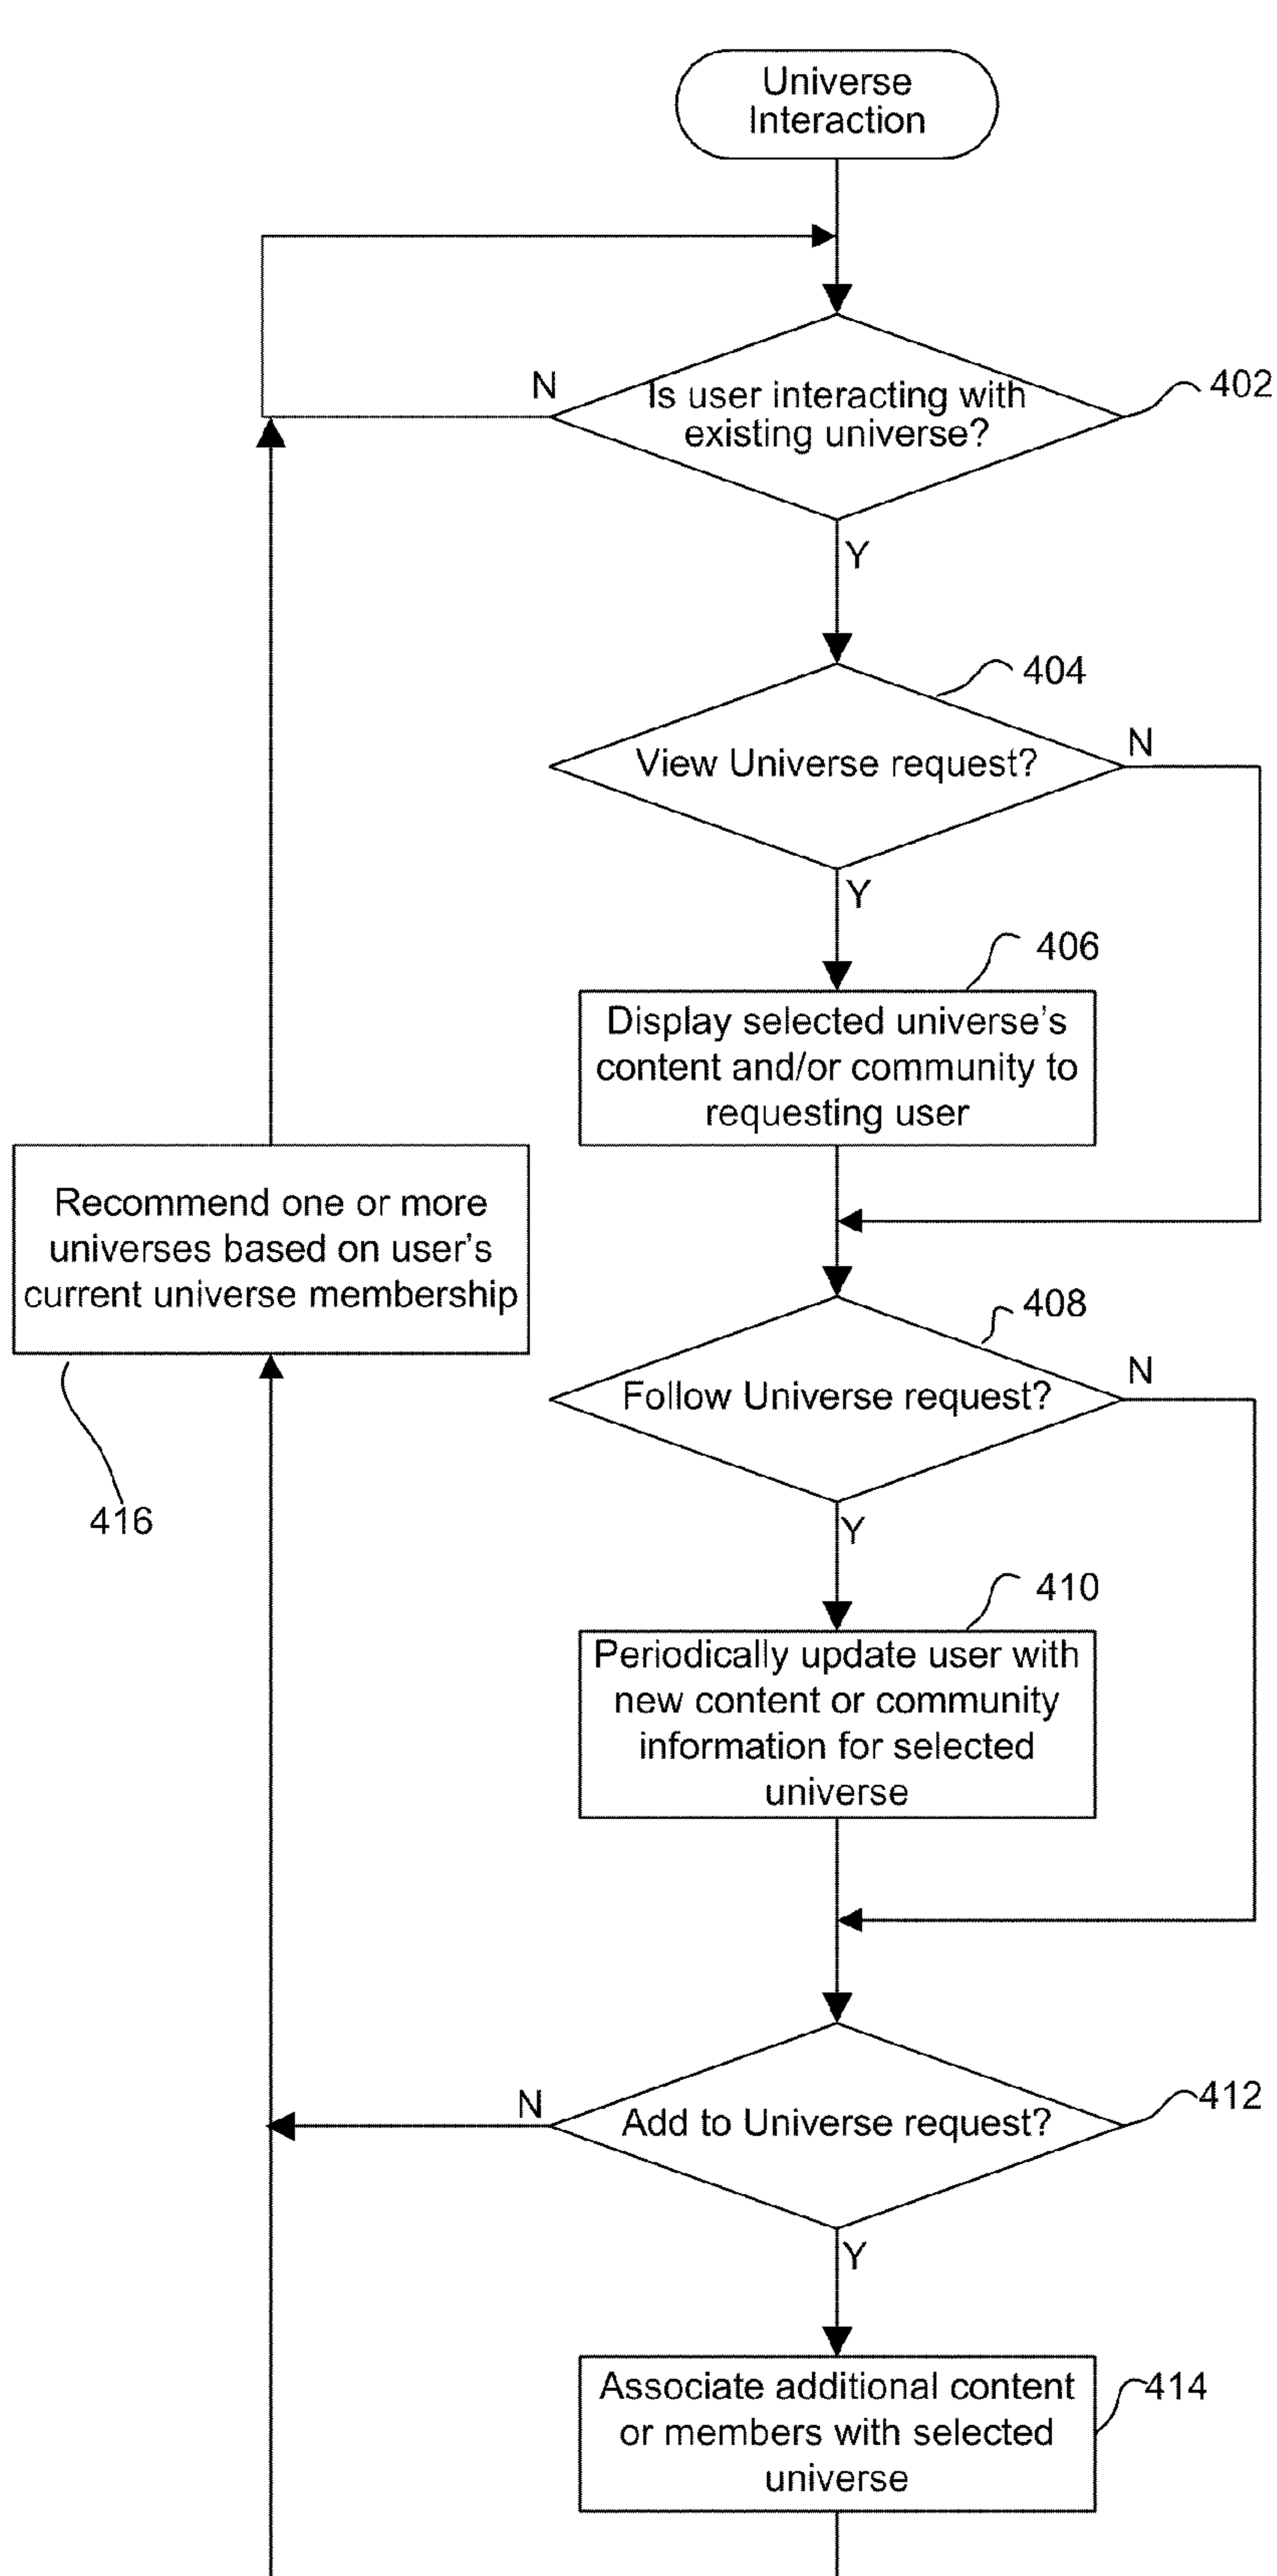 Universe
Interaction
N
Is user interacting with
existing universe?
402
Y
404
View Universe request?
N
Y
406
Display selected universe’s
content and/or community to
requesting user
Recommend one or more
universes based on user’s
current universe membership
416
408
Follow Universe request?
N
Y
410
Periodically update user with
new content or community
information for selected
universe
N
Add to Universe request?
412
Y
Associate additional content
or members with selected
universe
414